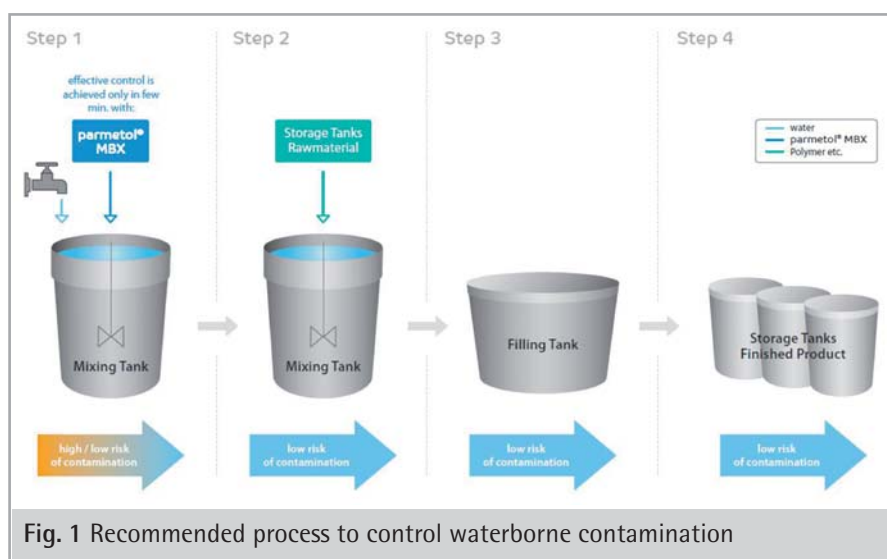 Step 1
Step 2
Step 3
Step 4
effective control is
achieved only in few
min. with:
parmetol® 
MBX
Storage Tanks
Rawmaterial
water
parmetol® MBX
Polymer etc.
Mixing Tank
Mixing Tank
Filling Tank
Storage Tanks
Finished Product
high / low risk
of contamination
low risk
of contamination
low risk
of contamination
low risk
of contamination
Fig. 1 Recommended process to control waterborne contamination